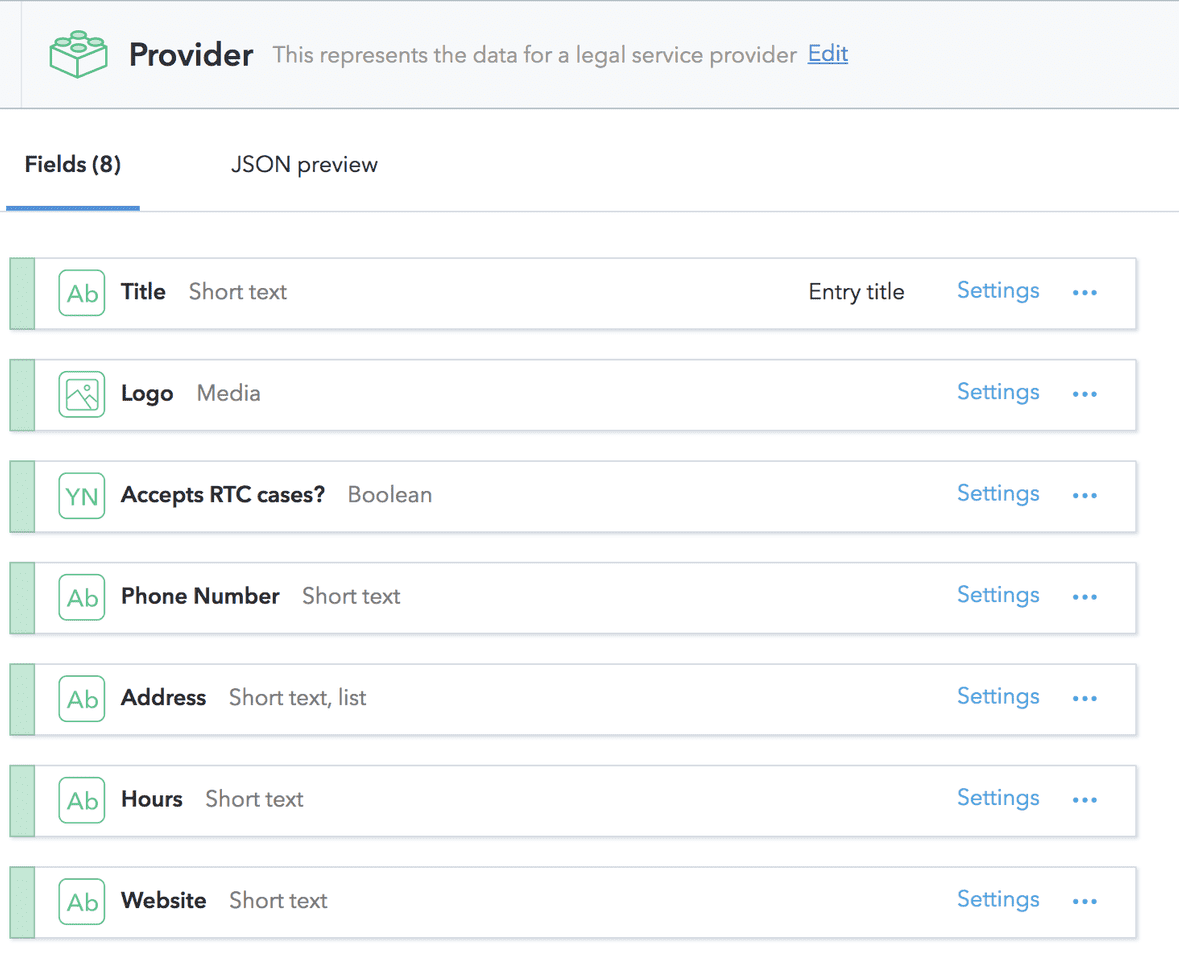 Provider This represents the data for a legal service provider Edit
Fields (8) JSON preview
Ab Title Short text Entry title Settings ...
Logo Media Settings ...
YN Accepts RTC cases? Boolean Settings ...
Ab Phone Number Short text Settings ...
Ab Address Short text, list Settings ...
Ab Hours Short text Settings ...
Ab Website Short text Settings ...